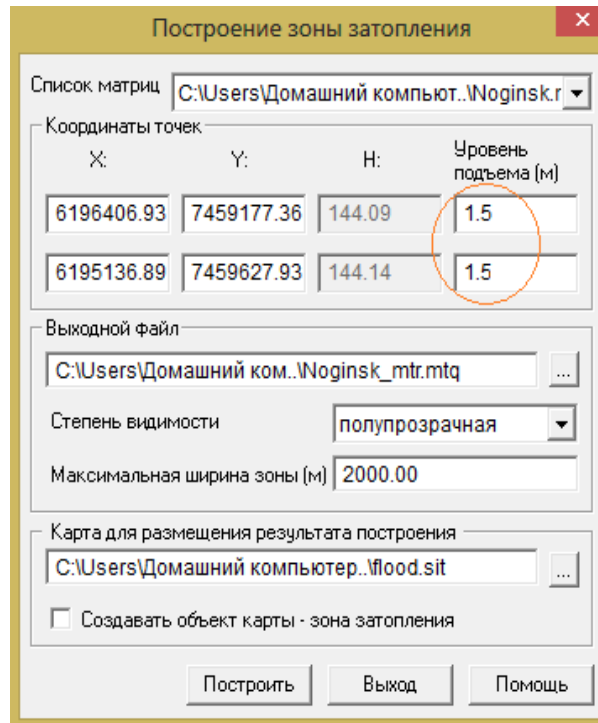 Построение зоны затопления
Список матриц C:\Users\Домашний компьют..\Noginsk.r
Координаты точек
X: Y: H: Уровень
подъема (м)
6196406.93 7459177.36 144.09 1.5
6195136.89 7459627.93 144.14 1.5
Выходной файл
C:\Users\Домашний ком..\Noginsk_mtr.mtq ...
Степень видимости полупрозрачная
Максимальная ширина зоны (м) 2000.00
Карта для размещения результата построения
C:\Users\Домашний компьютер..\flood.sit ...
Создавать объект карты - зона затопления
Построить Выход Помощь